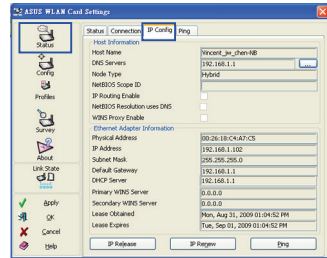 ASUS WLAN Card Settings
Status Connection IP Config Ping
Status
Config
Profiles
Survey
About
Link State
Apply
OK
Cancel
Help
Host Information
Host Name Vincent_jw_chen-NB
DNS Servers 192.168.1.1 ...
Node Type Hybrid
NetBIOS Scope ID
IP Routing Enable
NetBIOS Resolution uses DNS
WINS Proxy Enable
Ethernet Adapter Information
Physical Address 00:26:18:C4:A7:C5
IP Address 192.168.1.102
Subnet Mask 255.255.255.0
Default Gateway 192.168.1.1
DHCP Server 192.168.1.1
Primary WINS Server 0.0.0.0
Secondary WINS Server 0.0.0.0
Lease Obtained Mon, Aug 31, 2009 01:04:52 PM
Lease Expires Tue, Sep 01, 2009 01:04:52 PM
IP Release IP Renew Ping